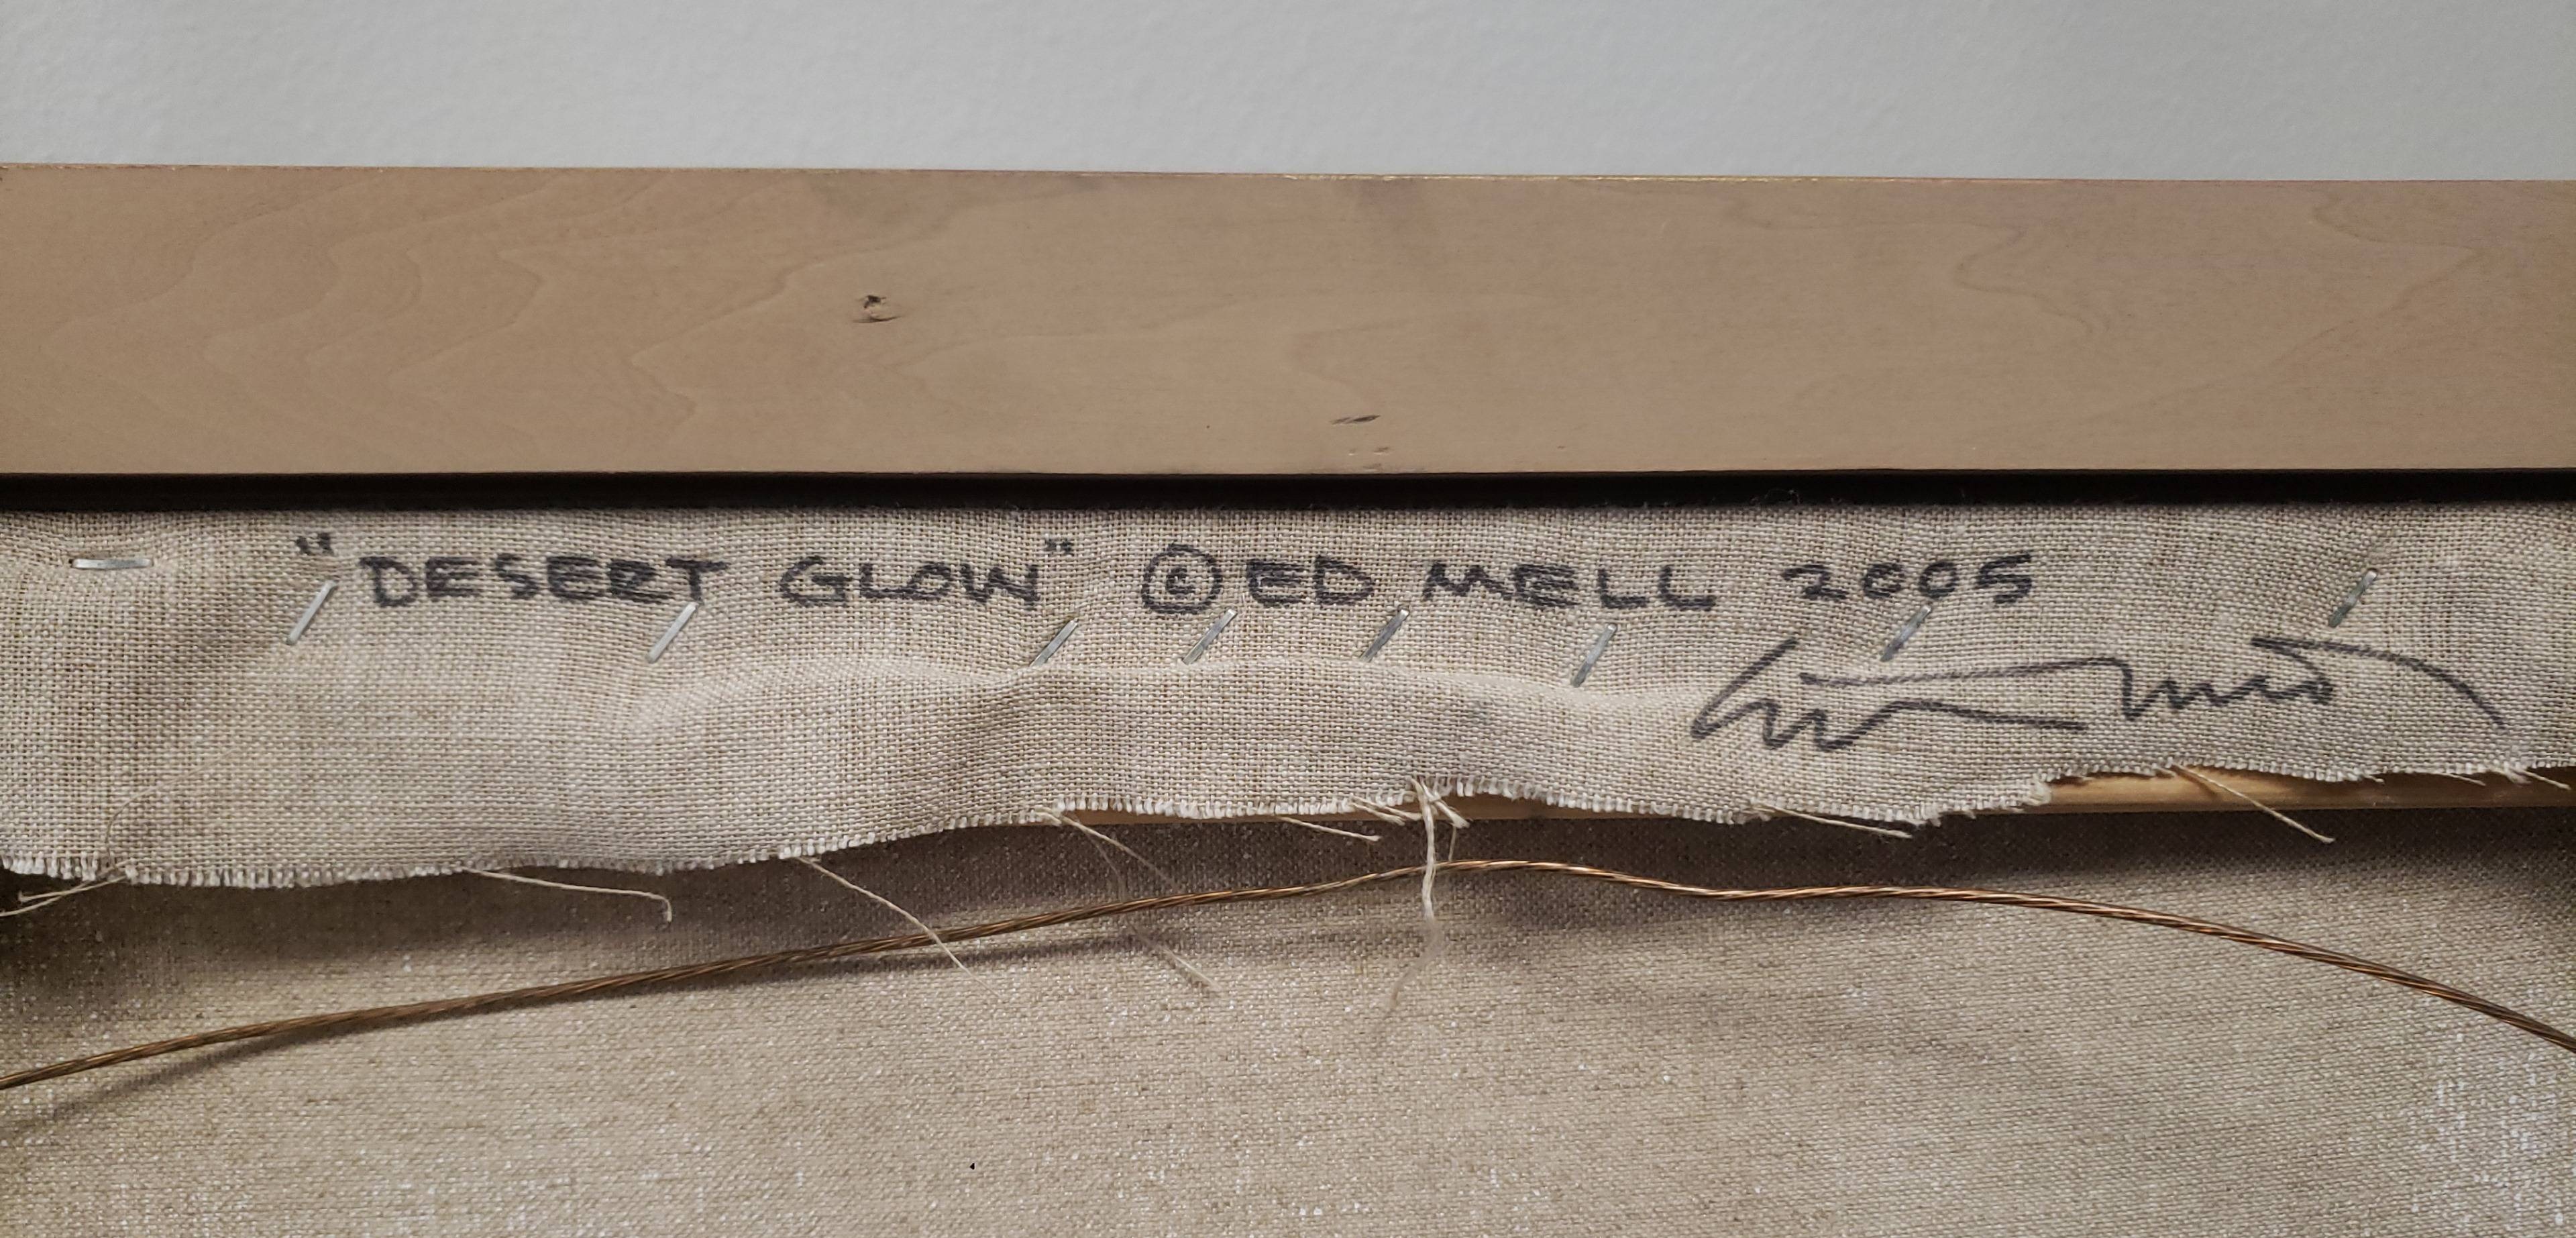 "DESERT GLOW" © ED MELL 2005